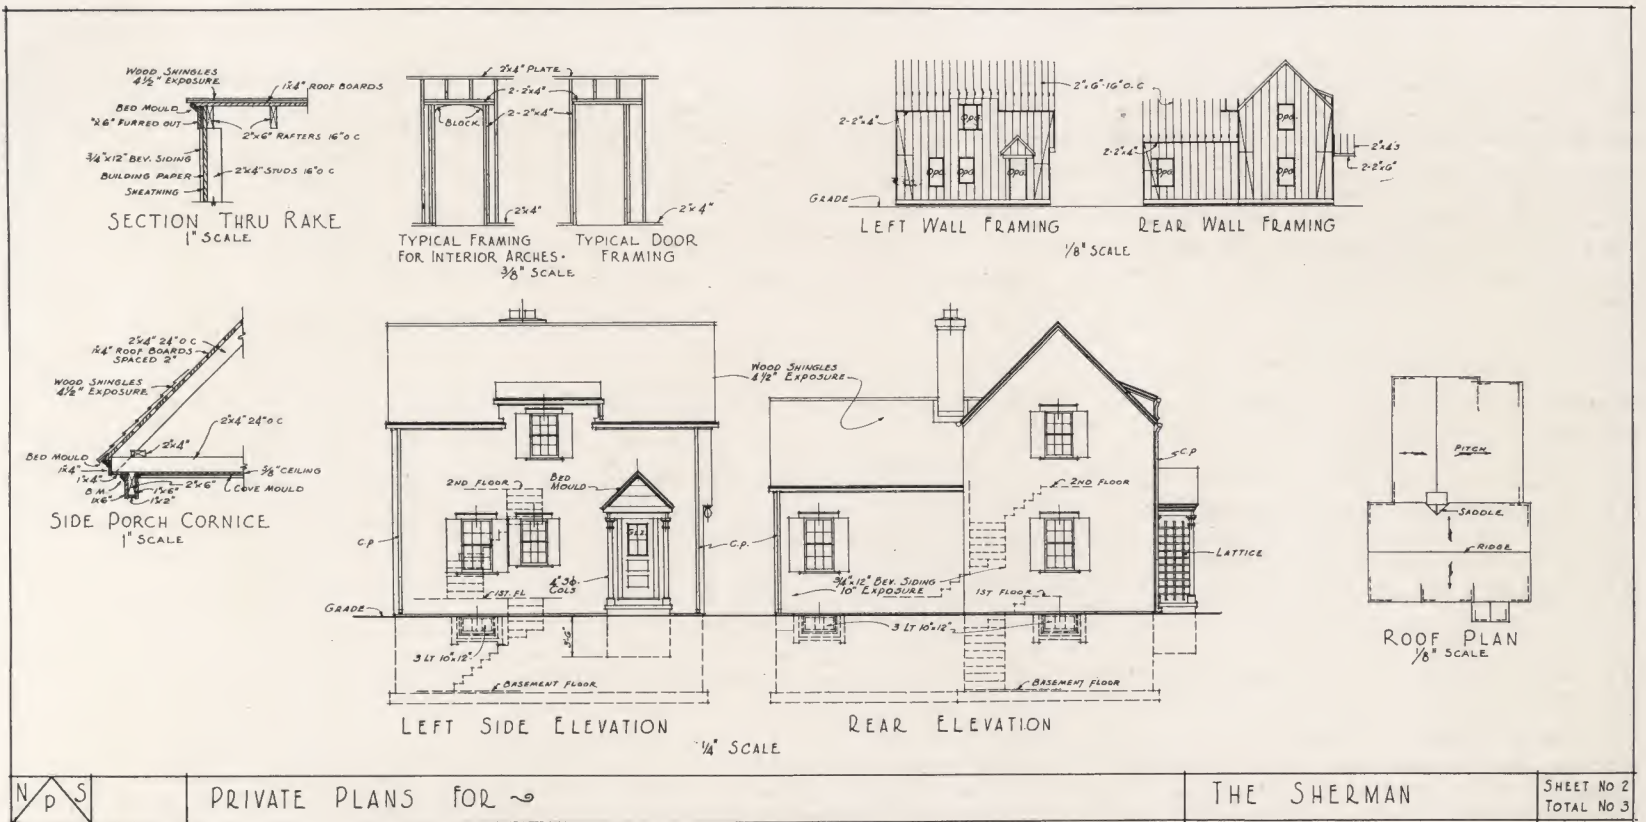 WOOD SHINGLES
4½" EXPOSURE
1"x4" ROOF BOARDS
BED MOULD
2"x6" RAFTERS 16" O C
¾"x12" BEV. SIDING
BUILDING PAPER
2"x4" STUDS 16" O C
SHEATHING
SECTION THRU RAKE
1" SCALE
2"x4" PLATE
2-2"x4"
BLOCK
2-2"x4"
2"x4"
2"x4"
TYPICAL FRAMING
FOR INTERIOR ARCHES.
TYPICAL DOOR
FRAMING
3/8" SCALE
2"x6"-16" O.C
2-2"x4"
OPG.
OPG.
OPG.
OPG.
GRADE
LEFT WALL FRAMING
2-2"x4"
OPG.
OPG.
OPG.
2"x4's
2-2"x6"
REAR WALL FRAMING
1/8" SCALE
2"x4" 24" O C
1"x4" ROOF BOARDS
SPACED 2"
WOOD SHINGLES
4½" EXPOSURE
2"x4" 24" O C
2"x4"
BED MOULD
1"x4"
1"x4"
B.M.
1x6"
2"x6"
1"x6"
1"x2"
5/8" CEILING
COVE MOULD
SIDE PORCH CORNICE
1" SCALE
2ND FLOOR
BED
MOULD
GLS.
C.P
4" SQ.
COLS
1ST. FL
GRADE
3 LT 10"x12"
BASEMENT FLOOR
LEFT SIDE ELEVATION
WOOD SHINGLES
4½" EXPOSURE
C.P
2ND FLOOR
C.P.
LATTICE
¾"x12" BEV. SIDING
10" EXPOSURE
1ST FLOOR
3 LT 10"x12"
BASEMENT FLOOR
REAR ELEVATION
1/4" SCALE
PITCH
SADDLE
RIDGE
ROOF PLAN
1/8" SCALE
N P S
PRIVATE PLANS FOR ~
THE SHERMAN
SHEET NO 2
TOTAL NO 3